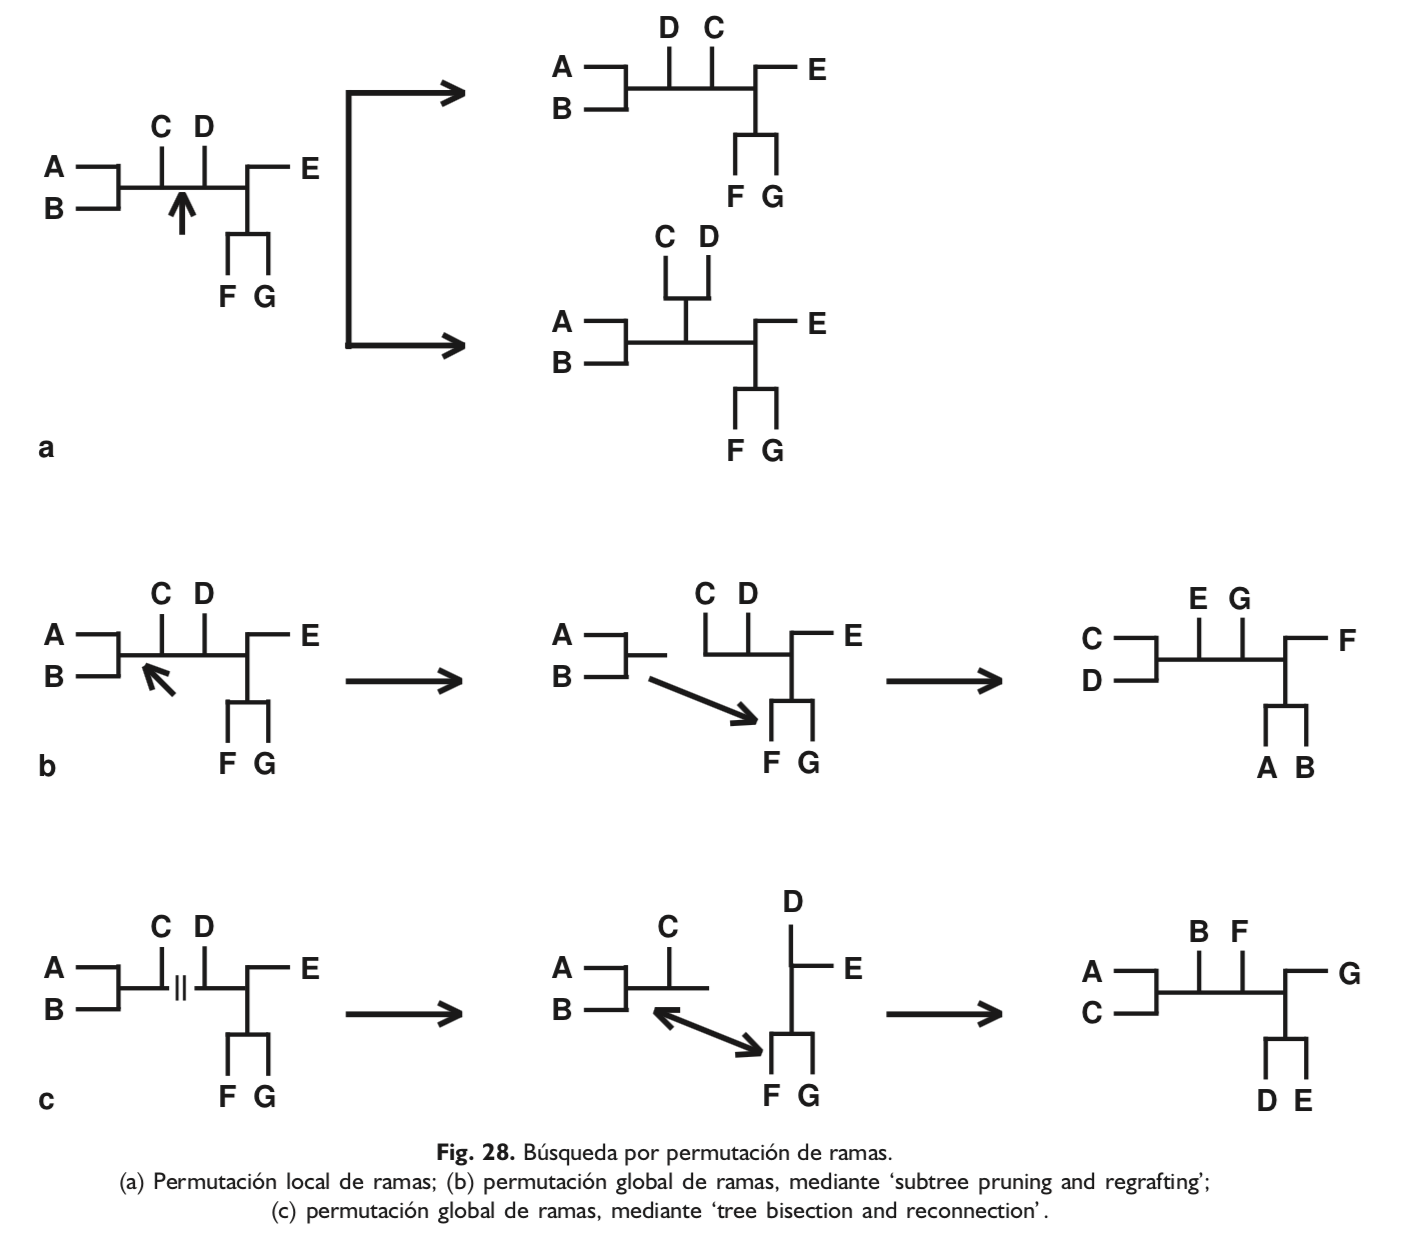 D C
A
E
B
F G
C D
A
E
B
F G
C D
A
E
B
F G
a
C D
A
E
B
F G
C D
A
E
B
F G
E G
C
F
D
A B
b
C D
A
E
B
F G
D
C
A
E
B
F G
B F
A
G
C
D E
c
Fig. 28. Búsqueda por permutación de ramas.
(a) Permutación local de ramas; (b) permutación global de ramas, mediante ‘subtree pruning and regrafting’;
(c) permutación global de ramas, mediante ‘tree bisection and reconnection’.